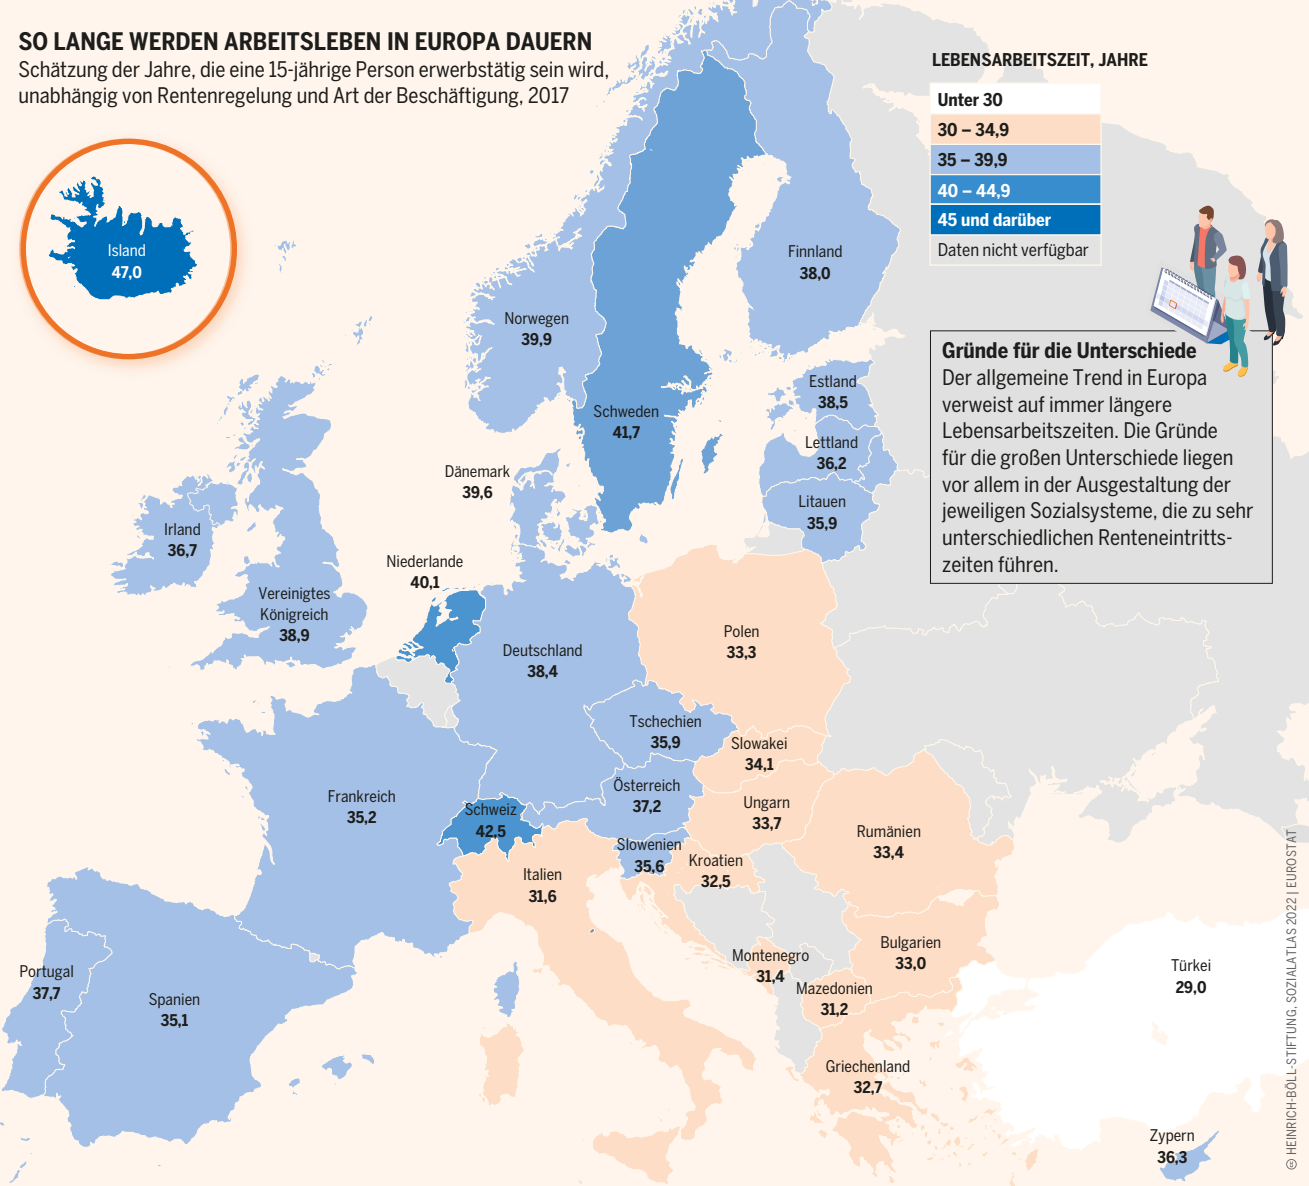 SO LANGE WERDEN ARBEITSLEBEN IN EUROPA DAUERN
Schätzung der Jahre, die eine 15-jährige Person erwerbstätig sein wird,
unabhängig von Rentenregelung und Art der Beschäftigung, 2017
LEBENSARBEITSZEIT, JAHRE
Unter 30
30 – 34,9
35 – 39,9
40 – 44,9
45 und darüber
Daten nicht verfügbar
Island
47,0
Finnland
38,0
Norwegen
39,9
Schweden
41,7
Estland
38,5
Lettland
36,2
Litauen
35,9
Dänemark
39,6
Irland
36,7
Vereinigtes
Königreich
38,9
Niederlande
40,1
Gründe für die Unterschiede
Der allgemeine Trend in Europa
verweist auf immer längere
Lebensarbeitszeiten. Die Gründe
für die großen Unterschiede liegen
vor allem in der Ausgestaltung der
jeweiligen Sozialsysteme, die zu sehr
unterschiedlichen Renteneintritts-
zeiten führen.
Deutschland
38,4
Polen
33,3
Tschechien
35,9
Slowakei
34,1
Österreich
37,2
Ungarn
33,7
Frankreich
35,2
Schweiz
42,5
Slowenien
35,6
Kroatien
32,5
Rumänien
33,4
Italien
31,6
Portugal
37,7
Spanien
35,1
Montenegro
31,4
Mazedonien
31,2
Bulgarien
33,0
Griechenland
32,7
Türkei
29,0
Zypern
36,3
© HEINRICH-BÖLL-STIFTUNG, SOZIALATLAS 2022 | EUROSTAT